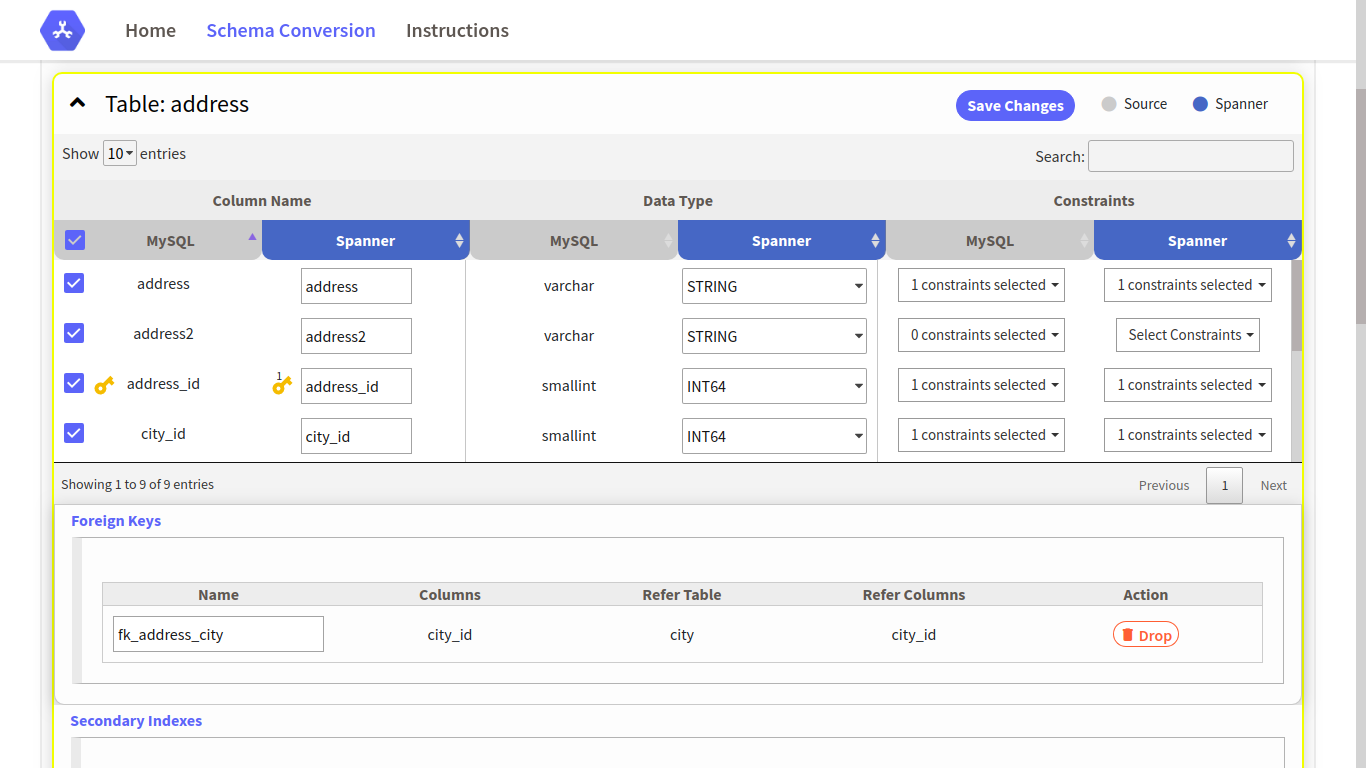 Home Schema Conversion Instructions
Table: address Save Changes Source Spanner
Show 10 entries Search:
Column Name Data Type Constraints
MySQL Spanner MySQL Spanner MySQL Spanner
address address varchar STRING 1 constraints selected 1 constraints selected
address2 address2 varchar STRING 0 constraints selected Select Constraints
address_id 1 address_id smallint INT64 1 constraints selected 1 constraints selected
city_id city_id smallint INT64 1 constraints selected 1 constraints selected
Showing 1 to 9 of 9 entries Previous 1 Next
Foreign Keys
Name Columns Refer Table Refer Columns Action
fk_address_city city_id city city_id Drop
Secondary Indexes